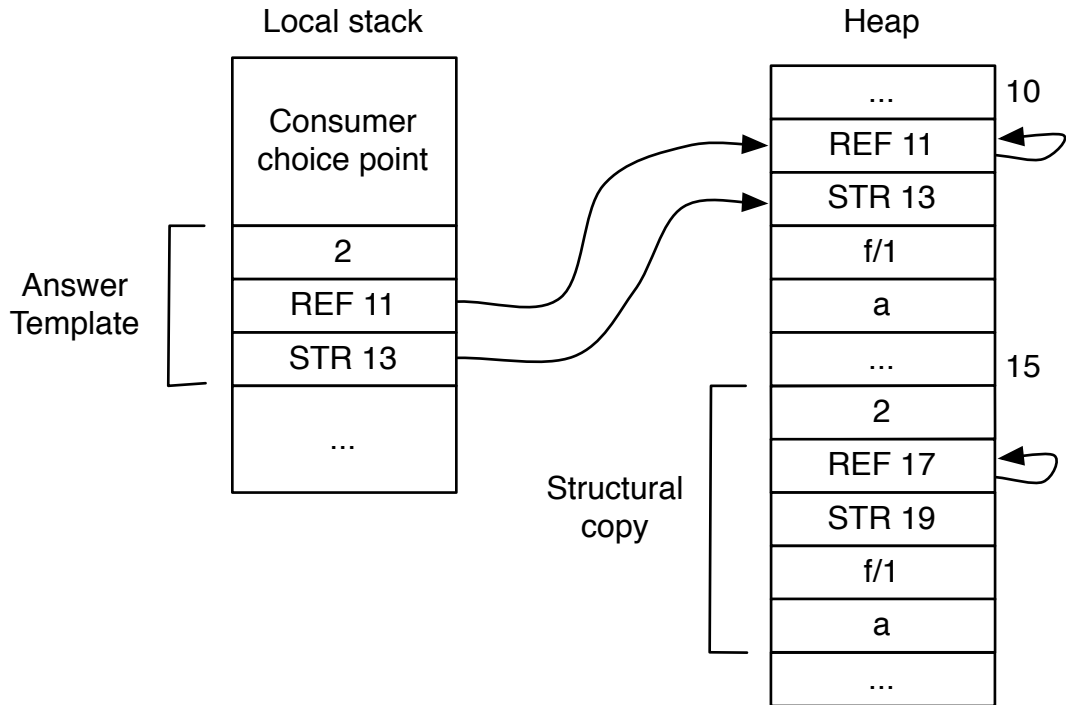 Local stack
Consumer
choice point
2
REF 11
STR 13
...
Answer
Template
Heap
... 10
REF 11
STR 13
f/1
a
... 15
2
REF 17
STR 19
f/1
a
...
Structural
copy